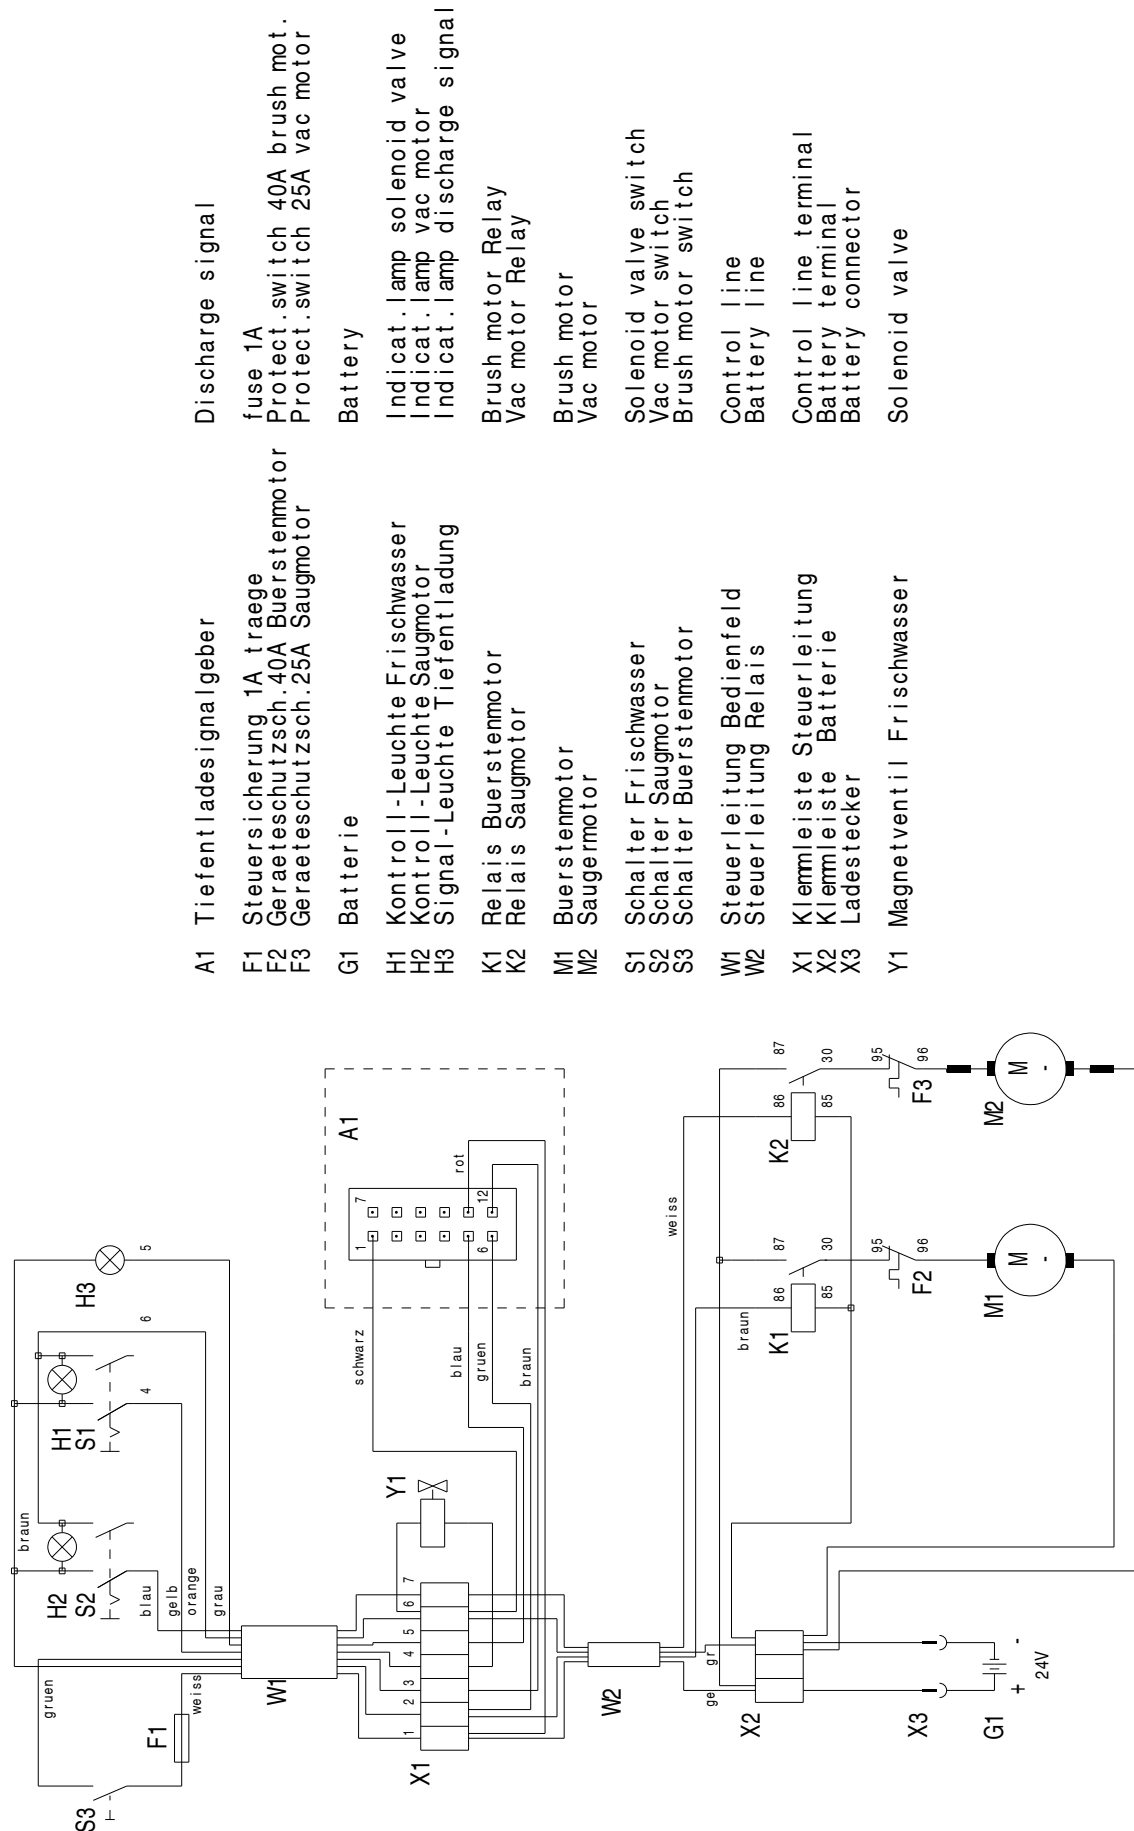 A1 Tiefentladesignalgeber Discharge signal
F1 Steuersicherung 1A traege fuse 1A
F2 Geraeteschutzsch.40A Buerstenmotor Protect.switch 40A brush mot.
F3 Geraeteschutzsch.25A Saugmotor Protect.switch 25A vac motor
G1 Batterie Battery
H1 Kontroll-Leuchte Frischwasser Indicat.lamp solenoid valve
H2 Kontroll-Leuchte Saugmotor Indicat.lamp vac motor
H3 Signal-Leuchte Tiefentladung Indicat.lamp discharge signal
K1 Relais Buerstenmotor Brush motor Relay
K2 Relais Saugmotor Vac motor Relay
M1 Buerstenmotor Brush motor
M2 Saugermotor Vac motor
S1 Schalter Frischwasser Solenoid valve switch
S2 Schalter Saugmotor Vac motor switch
S3 Schalter Buerstenmotor Brush motor switch
W1 Steuerleitung Bedienfeld Control line
W2 Steuerleitung Relais Battery line
X1 Klemmleiste Steuerleitung Control line terminal
X2 Klemmleiste Batterie Battery terminal
X3 Ladestecker Battery connector
Y1 Magnetventil Frischwasser Solenoid valve
H3
5
6
H1
S1
4
braun
H2
S2
blau
gelb
orange
grau
gruen
weiss
F1
S3
W1
A1
7
1
rot
12
6
schwarz
blau
gruen
braun
Y1
7
6
5
4
3
2
1
X1
W2
weiss
braun
K2
86
85
87
30
95
96
F3
M2
M
-
K1
86
85
87
30
95
96
F2
M1
M
-
ge
gr
X2
X3
G1
+
-
24V